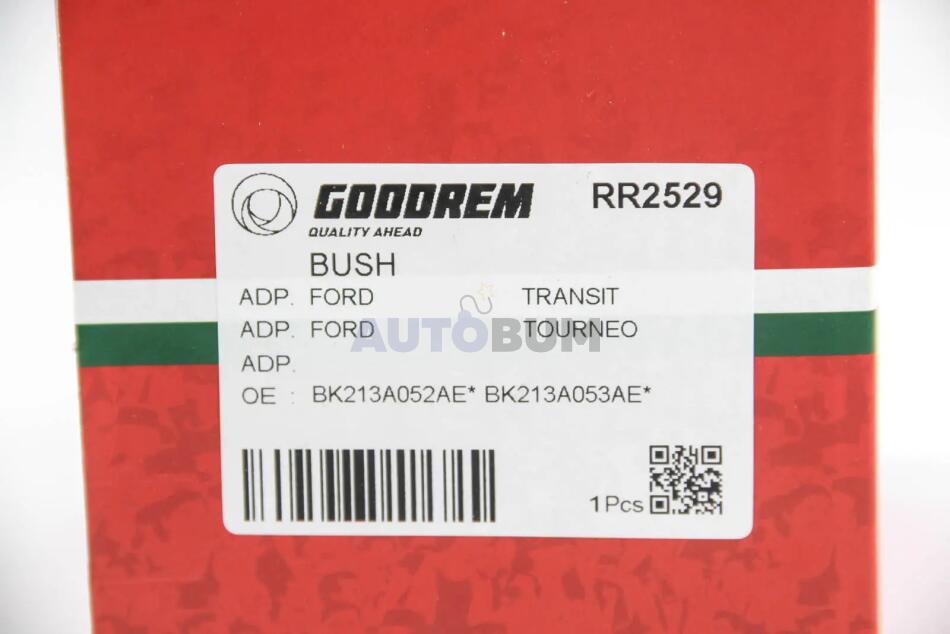 GOODREM RR2529
QUALITY AHEAD
BUSH
ADP. FORD TRANSIT
ADP. FORD TOURNEO
AUTOBUM
ADP.
OE : BK213A052AE* BK213A053AE*
1Pcs